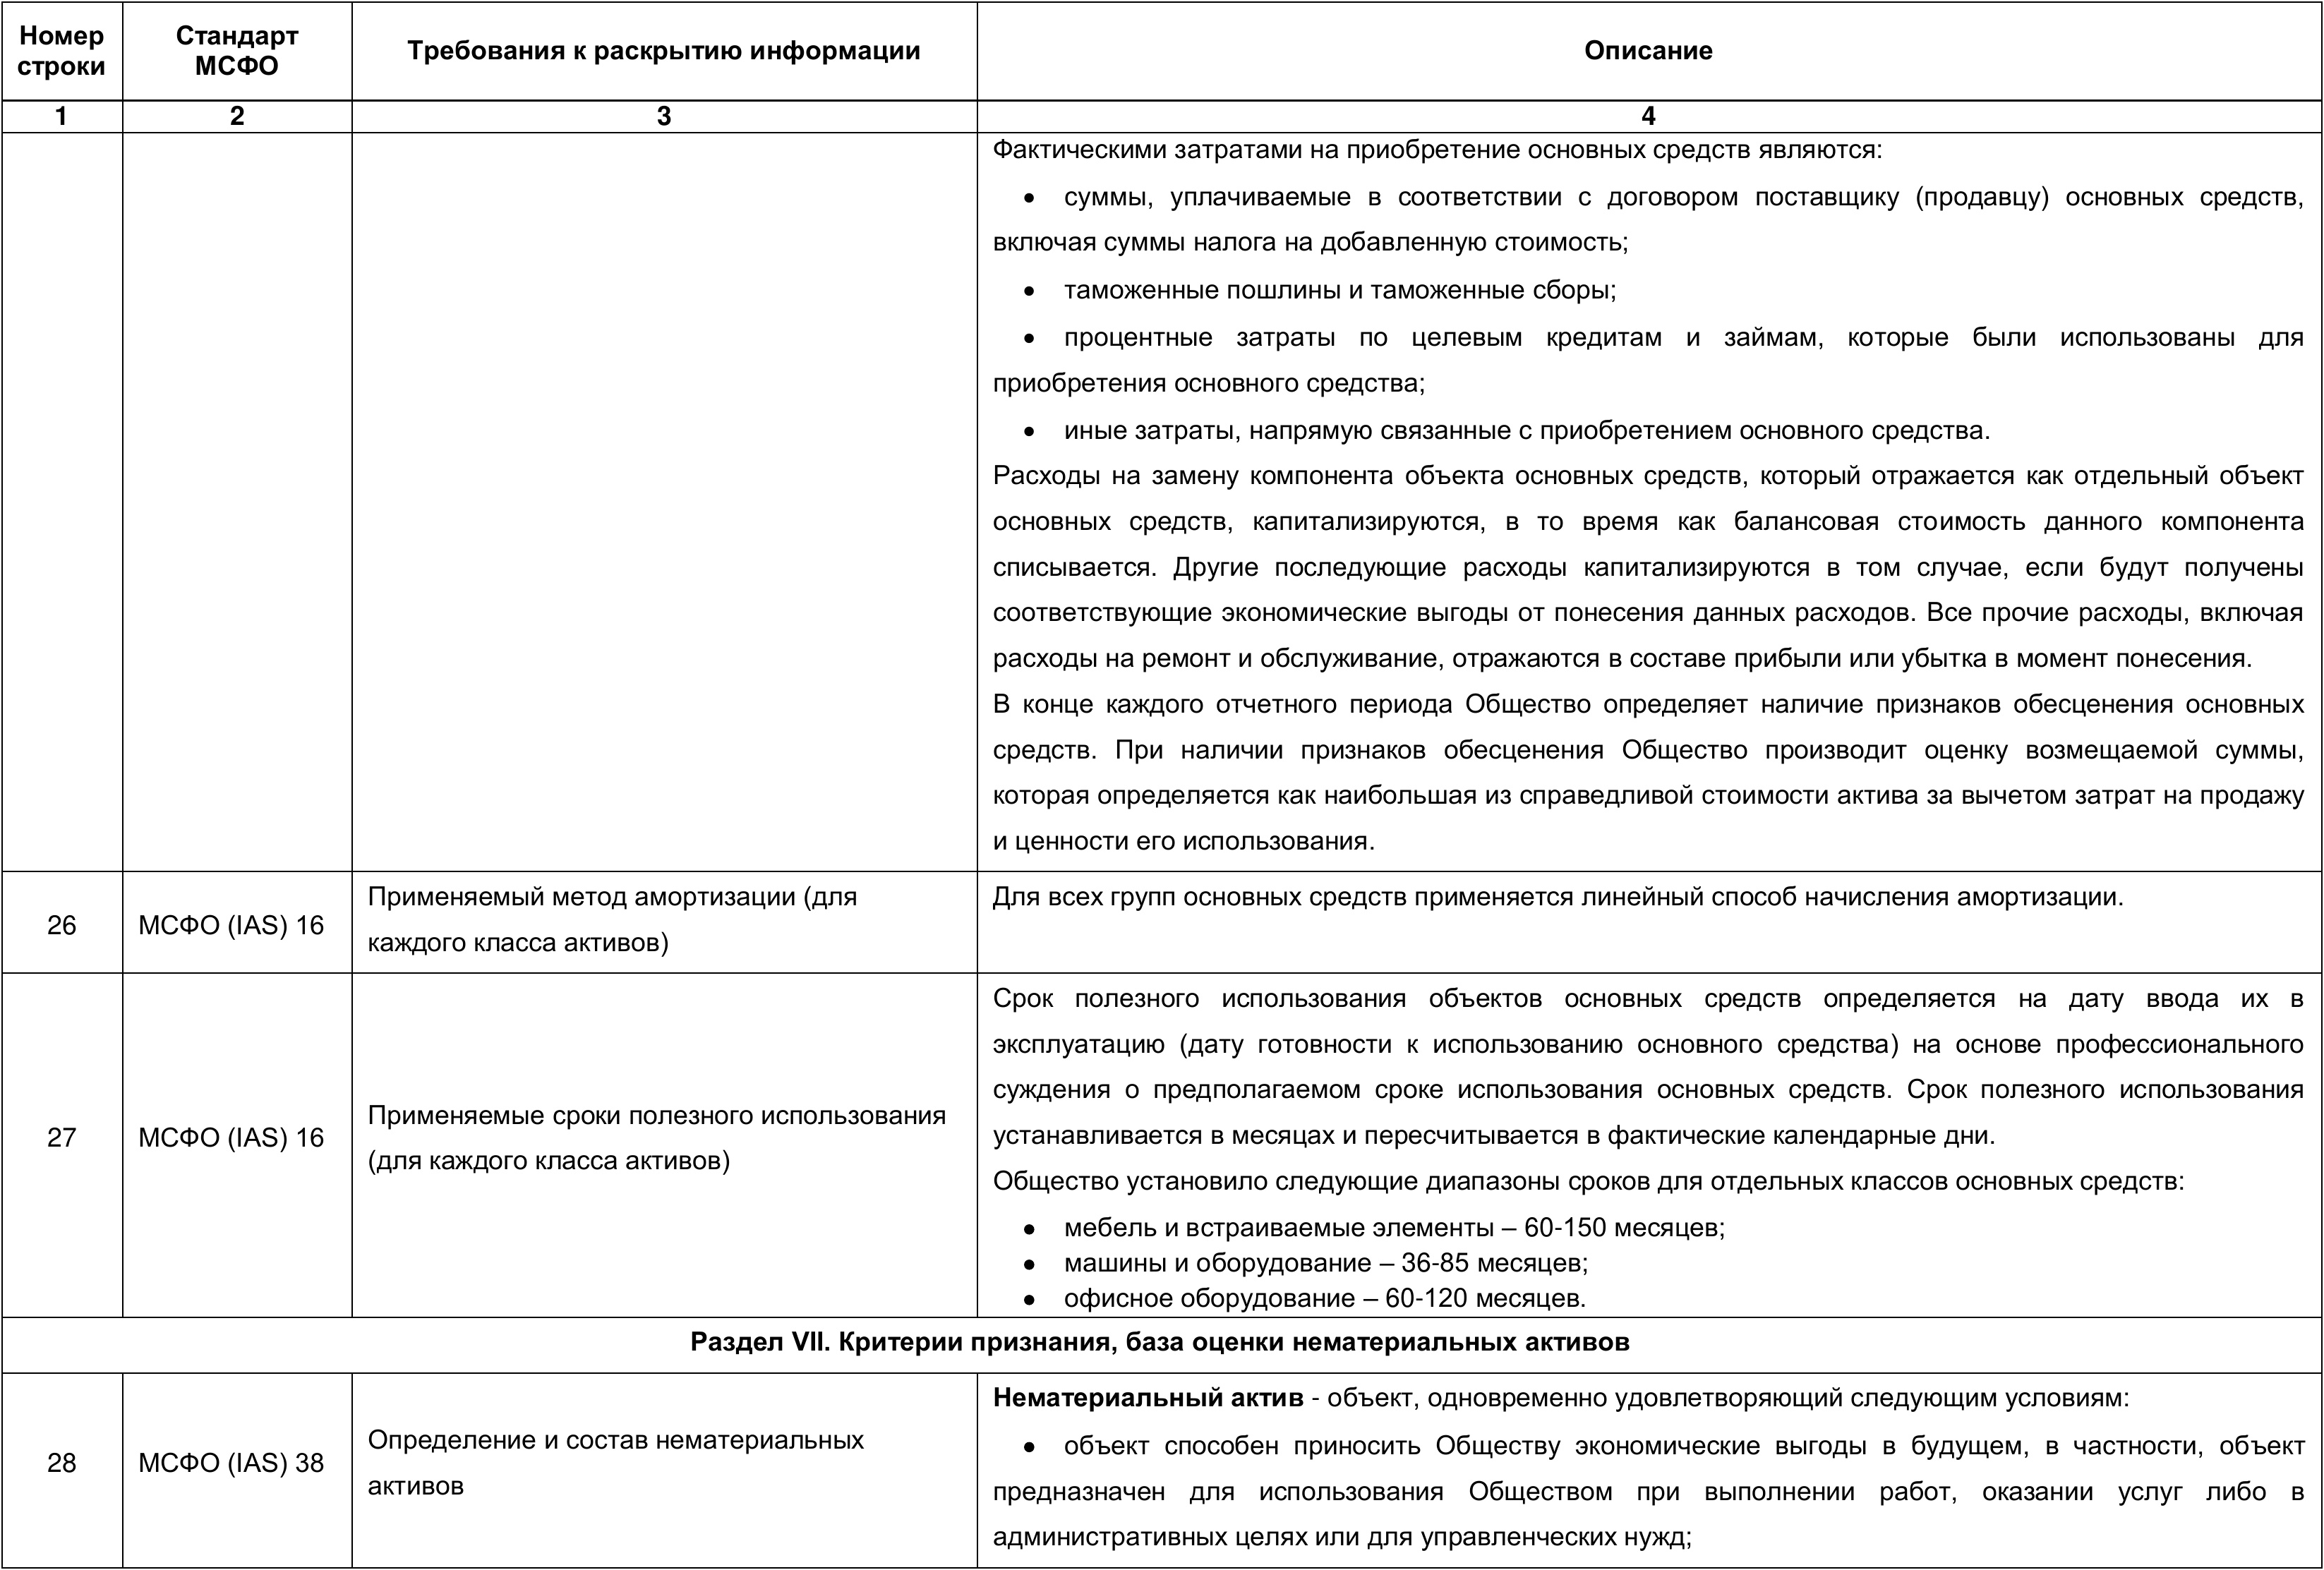 Номер строки
Стандарт МСФО
Требования к раскрытию информации
Описание
1
2
3
4
Фактическими затратами на приобретение основных средств являются:
• суммы, уплачиваемые в соответствии с договором поставщику (продавцу) основных средств,
включая суммы налога на добавленную стоимость;
• таможенные пошлины и таможенные сборы;
• процентные затраты по целевым кредитам и займам, которые были использованы для
приобретения основного средства;
• иные затраты, напрямую связанные с приобретением основного средства.
Расходы на замену компонента объекта основных средств, который отражается как отдельный объект
основных средств, капитализируются, в то время как балансовая стоимость данного компонента
списывается. Другие последующие расходы капитализируются в том случае, если будут получены
соответствующие экономические выгоды от понесения данных расходов. Все прочие расходы, включая
расходы на ремонт и обслуживание, отражаются в составе прибыли или убытка в момент понесения.
В конце каждого отчетного периода Общество определяет наличие признаков обесценения основных
средств. При наличии признаков обесценения Общество производит оценку возмещаемой суммы,
которая определяется как наибольшая из справедливой стоимости актива за вычетом затрат на продажу
и ценности его использования.
26
МСФО (IAS) 16
Применяемый метод амортизации (для
каждого класса активов)
Для всех групп основных средств применяется линейный способ начисления амортизации.
27
МСФО (IAS) 16
Применяемые сроки полезного использования
(для каждого класса активов)
Срок полезного использования объектов основных средств определяется на дату ввода их в
эксплуатацию (дату готовности к использованию основного средства) на основе профессионального
суждения о предполагаемом сроке использования основных средств. Срок полезного использования
устанавливается в месяцах и пересчитывается в фактические календарные дни.
Общество установило следующие диапазоны сроков для отдельных классов основных средств:
• мебель и встраиваемые элементы – 60-150 месяцев;
• машины и оборудование – 36-85 месяцев;
• офисное оборудование – 60-120 месяцев.
Раздел VII. Критерии признания, база оценки нематериальных активов
28
МСФО (IAS) 38
Определение и состав нематериальных
активов
Нематериальный актив - объект, одновременно удовлетворяющий следующим условиям:
• объект способен приносить Обществу экономические выгоды в будущем, в частности, объект
предназначен для использования Обществом при выполнении работ, оказании услуг либо в
административных целях или для управленческих нужд;